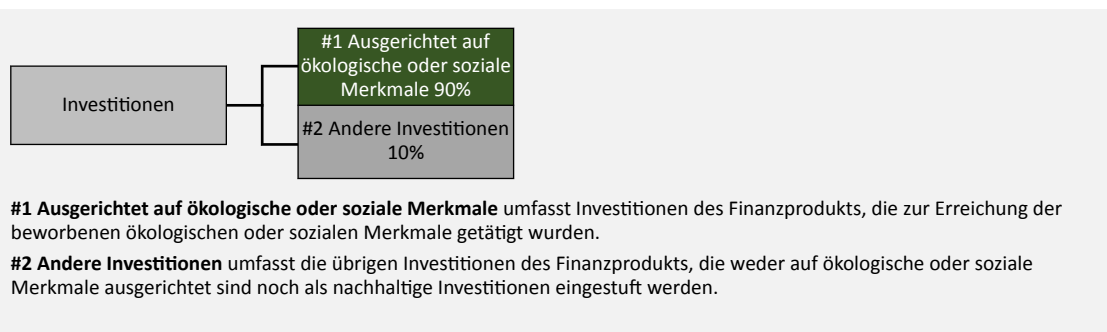 #1 Ausgerichtet auf
ökologische oder soziale
Merkmale 90%
Investitionen
#2 Andere Investitionen
10%
#1 Ausgerichtet auf ökologische oder soziale Merkmale umfasst Investitionen des Finanzprodukts, die zur Erreichung der
beworbenen ökologischen oder sozialen Merkmale getätigt wurden.
#2 Andere Investitionen umfasst die übrigen Investitionen des Finanzprodukts, die weder auf ökologische oder soziale
Merkmale ausgerichtet sind noch als nachhaltige Investitionen eingestuft werden.